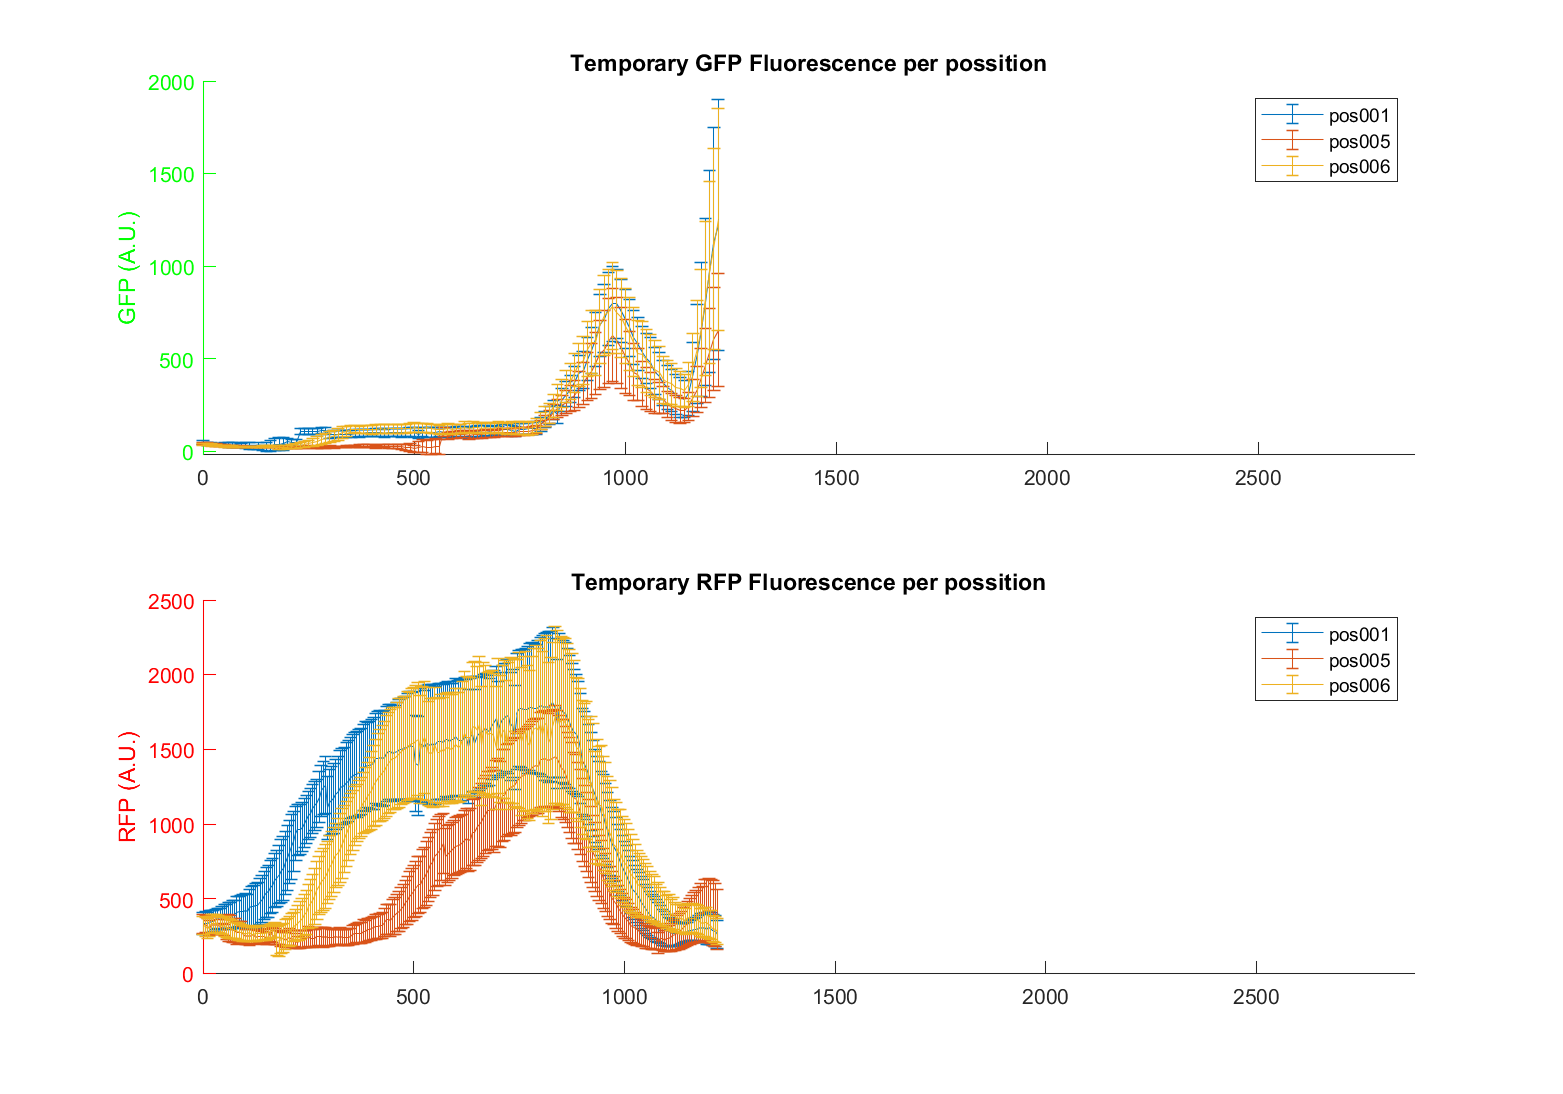 Temporary GFP Fluorescence per possition
2000
1500
1000
500
0
GFP (A.U.)
pos001
pos005
pos006
0 500 1000 1500 2000 2500
Temporary RFP Fluorescence per possition
2500
2000
1500
1000
500
0
RFP (A.U.)
pos001
pos005
pos006
0 500 1000 1500 2000 2500